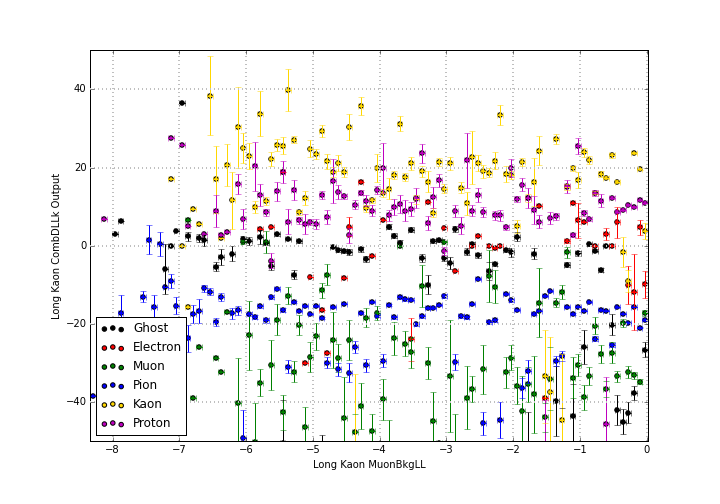 40
20
0
−20
−40
Long Kaon CombDLLk Output
Ghost
Electron
Muon
Pion
Kaon
Proton
−8 −7 −6 −5 −4 −3 −2 −1 0
Long Kaon MuonBkgLL